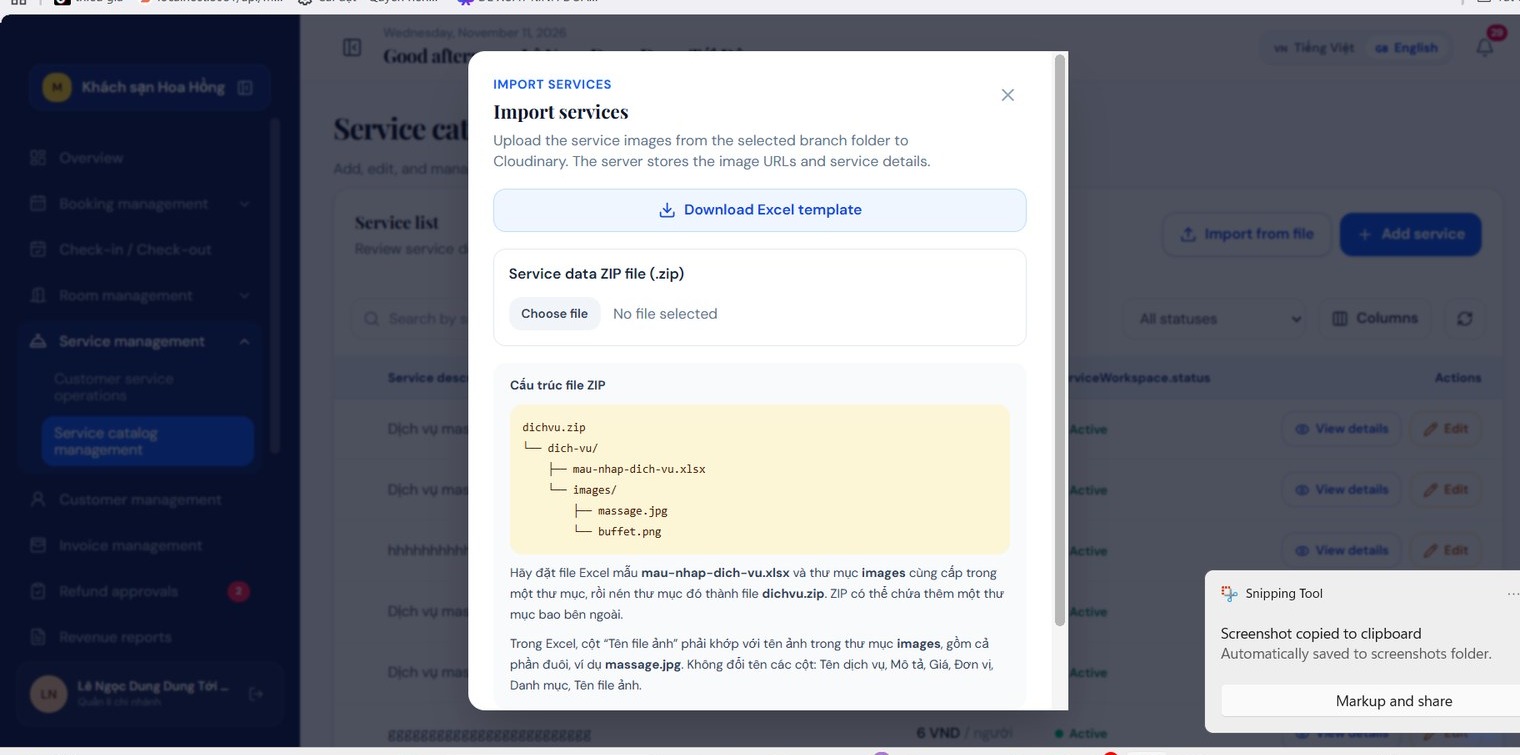 Wednesday, November 11, 2026
Good after
Tiếng Việt
GB English
29
M
Khách sạn Hoa Hồng
Overview
Booking management
Check-in / Check-out
Room management
Service management
Customer service
operations
Service catalog
management
Customer management
Invoice management
Refund approvals
2
Revenue reports
LN
Lê Ngọc Dung Dung Tới ...
Quản lí chi nhánh
Service cat
Add, edit, and mana
Service list
Review service d
Import from file
Add service
Search by s
All statuses
Columns
Service desc
rviceWorkspace.status
Actions
Dịch vụ mas
Active
View details
Edit
Dịch vụ mas
View details
Edit
hhhhhhhhh
Active
View details
Edit
Dịch vụ mas
Active
Dịch vụ mas
Active
6 VND / người
Active
View details
Edit
IMPORT SERVICES
Import services
Upload the service images from the selected branch folder to
Cloudinary. The server stores the image URLs and service details.
Download Excel template
Service data ZIP file (.zip)
Choose file
No file selected
Cấu trúc file ZIP
dichvu.zip
└── dich-vu/
├── mau-nhap-dich-vu.xlsx
└── images/
├── massage.jpg
└── buffet.png
Hãy đặt file Excel mẫu mau-nhap-dich-vu.xlsx và thư mục images cùng cấp trong
một thư mục, rồi nén thư mục đó thành file dichvu.zip. ZIP có thể chứa thêm một thư
mục bao bên ngoài.
Trong Excel, cột “Tên file ảnh” phải khớp với tên ảnh trong thư mục images, gồm cả
phần đuôi, ví dụ massage.jpg. Không đổi tên các cột: Tên dịch vụ, Mô tả, Giá, Đơn vị,
Danh mục, Tên file ảnh.
Snipping Tool
Screenshot copied to clipboard
Automatically saved to screenshots folder.
Markup and share